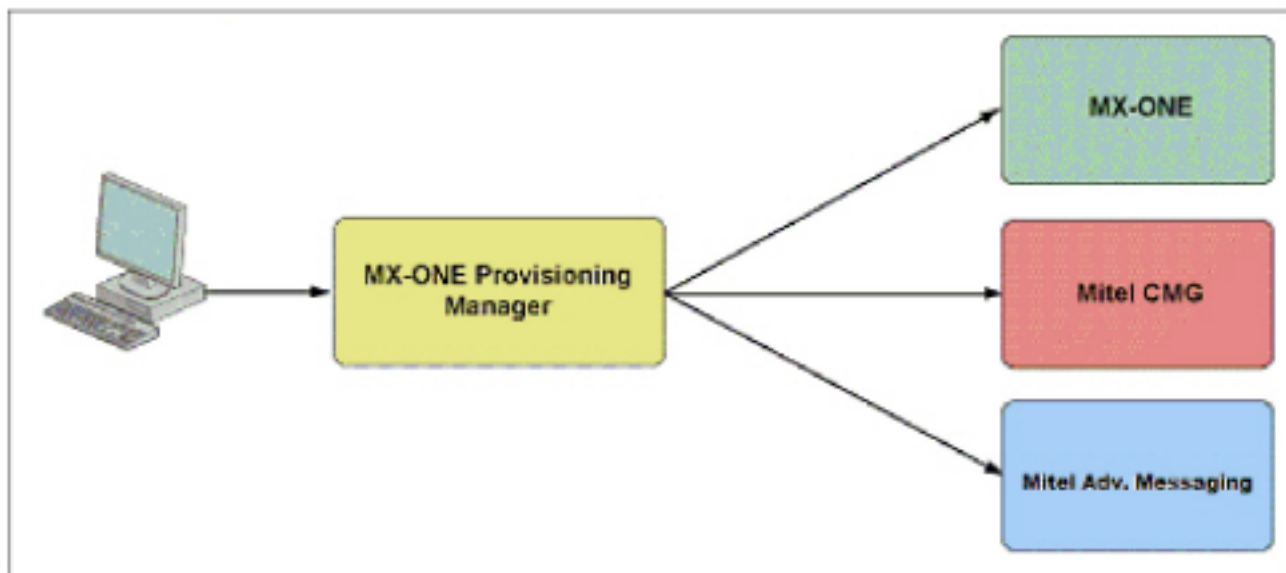 MX-ONE
MX-ONE Provisioning
Manager
Mitel CMG
Mitel Adv. Messaging